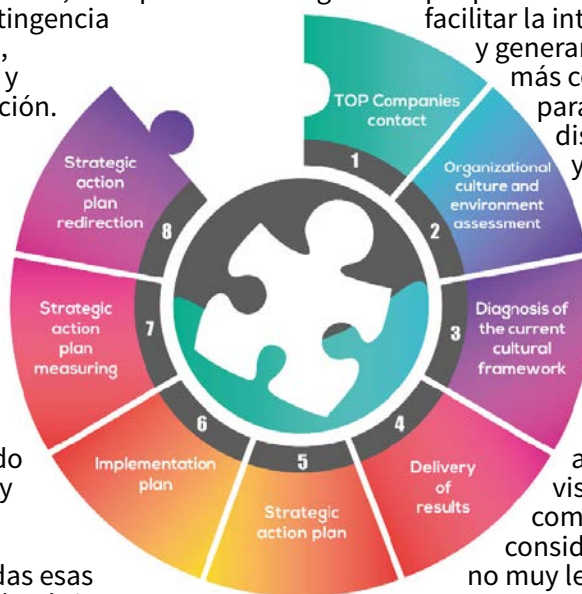 tingencia
,
y
ción.
facilitar la int
y generar
más co
para
dis
y
TOP Companies
contact
1
Organizational
culture and
environment
assessment
2
Diagnosis of
the current
cultural
framework
3
Delivery
of
results
4
Strategic
action plan
5
Implementation
plan
6
Strategic
action
plan
measuring
7
Strategic
action
plan
redirection
8
do
y
das esas
a
vis
com
consid
no muy le